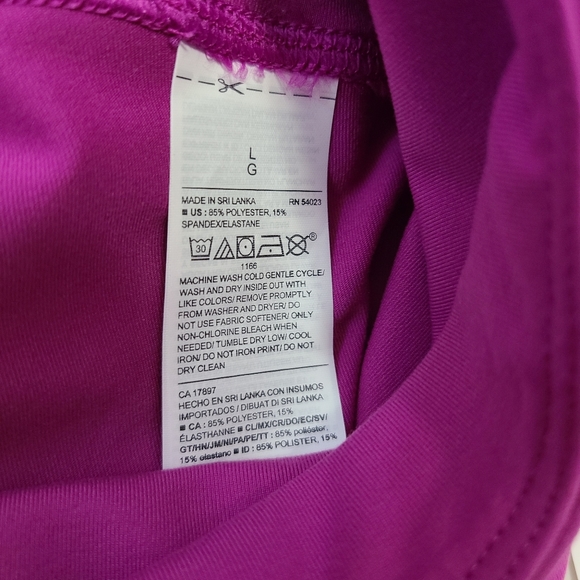 L
G
MADE IN SRI LANKA RN 54023
■ US : 85% POLYESTER, 15%
SPANDEX/ELASTANE
30
®
1166
MACHINE WASH COLD GENTLE CYCLE/
WASH AND DRY INSIDE OUT WITH
LIKE COLORS/ REMOVE PROMPTLY
FROM WASHER AND DRYER/ DO
NOT USE FABRIC SOFTENER/ ONLY
NON-CHLORINE BLEACH WHEN
NEEDED/ TUMBLE DRY LOW/ COOL
IRON/ DO NOT IRON PRINT/ DO NOT
DRY CLEAN
CA 17897
HECHO EN SRI LANKA CON INSUMOS
IMPORTADOS / DIBUAT DI SRI LANKA
■ CA : 85% POLYESTER, 15%
ÉLASTHANNE ■ CL/MX/CR/DO/EC/SV/
GT/HN/JM/NI/PA/PE/TT : 85% poliéster,
15% elastano ■ ID : 85% POLISTER, 15%